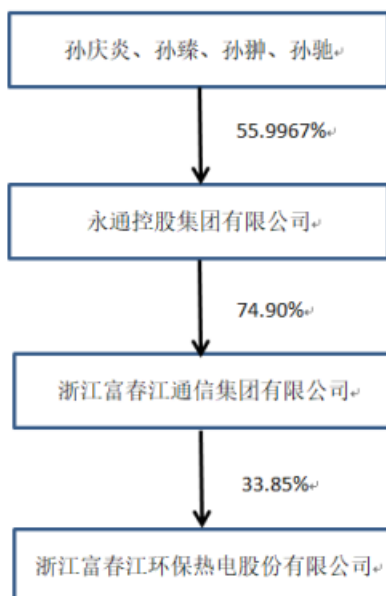 孙庆炎、孙臻、孙翀、孙驰
55.9967%
永通控股集团有限公司
74.90%
浙江富春江通信集团有限公司
33.85%
浙江富春江环保热电股份有限公司